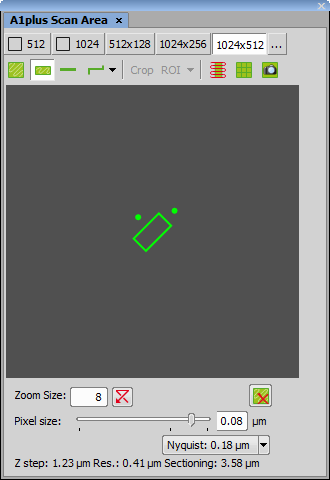 A1plus Scan Area ×
512 1024 512x128 1024x256 1024x512 ...
Crop ROI
Zoom Size: 8
Pixel size: 0.08 µm
Nyquist: 0.18 µm
Z step: 1.23 µm Res.: 0.41 µm Sectioning: 3.58 µm